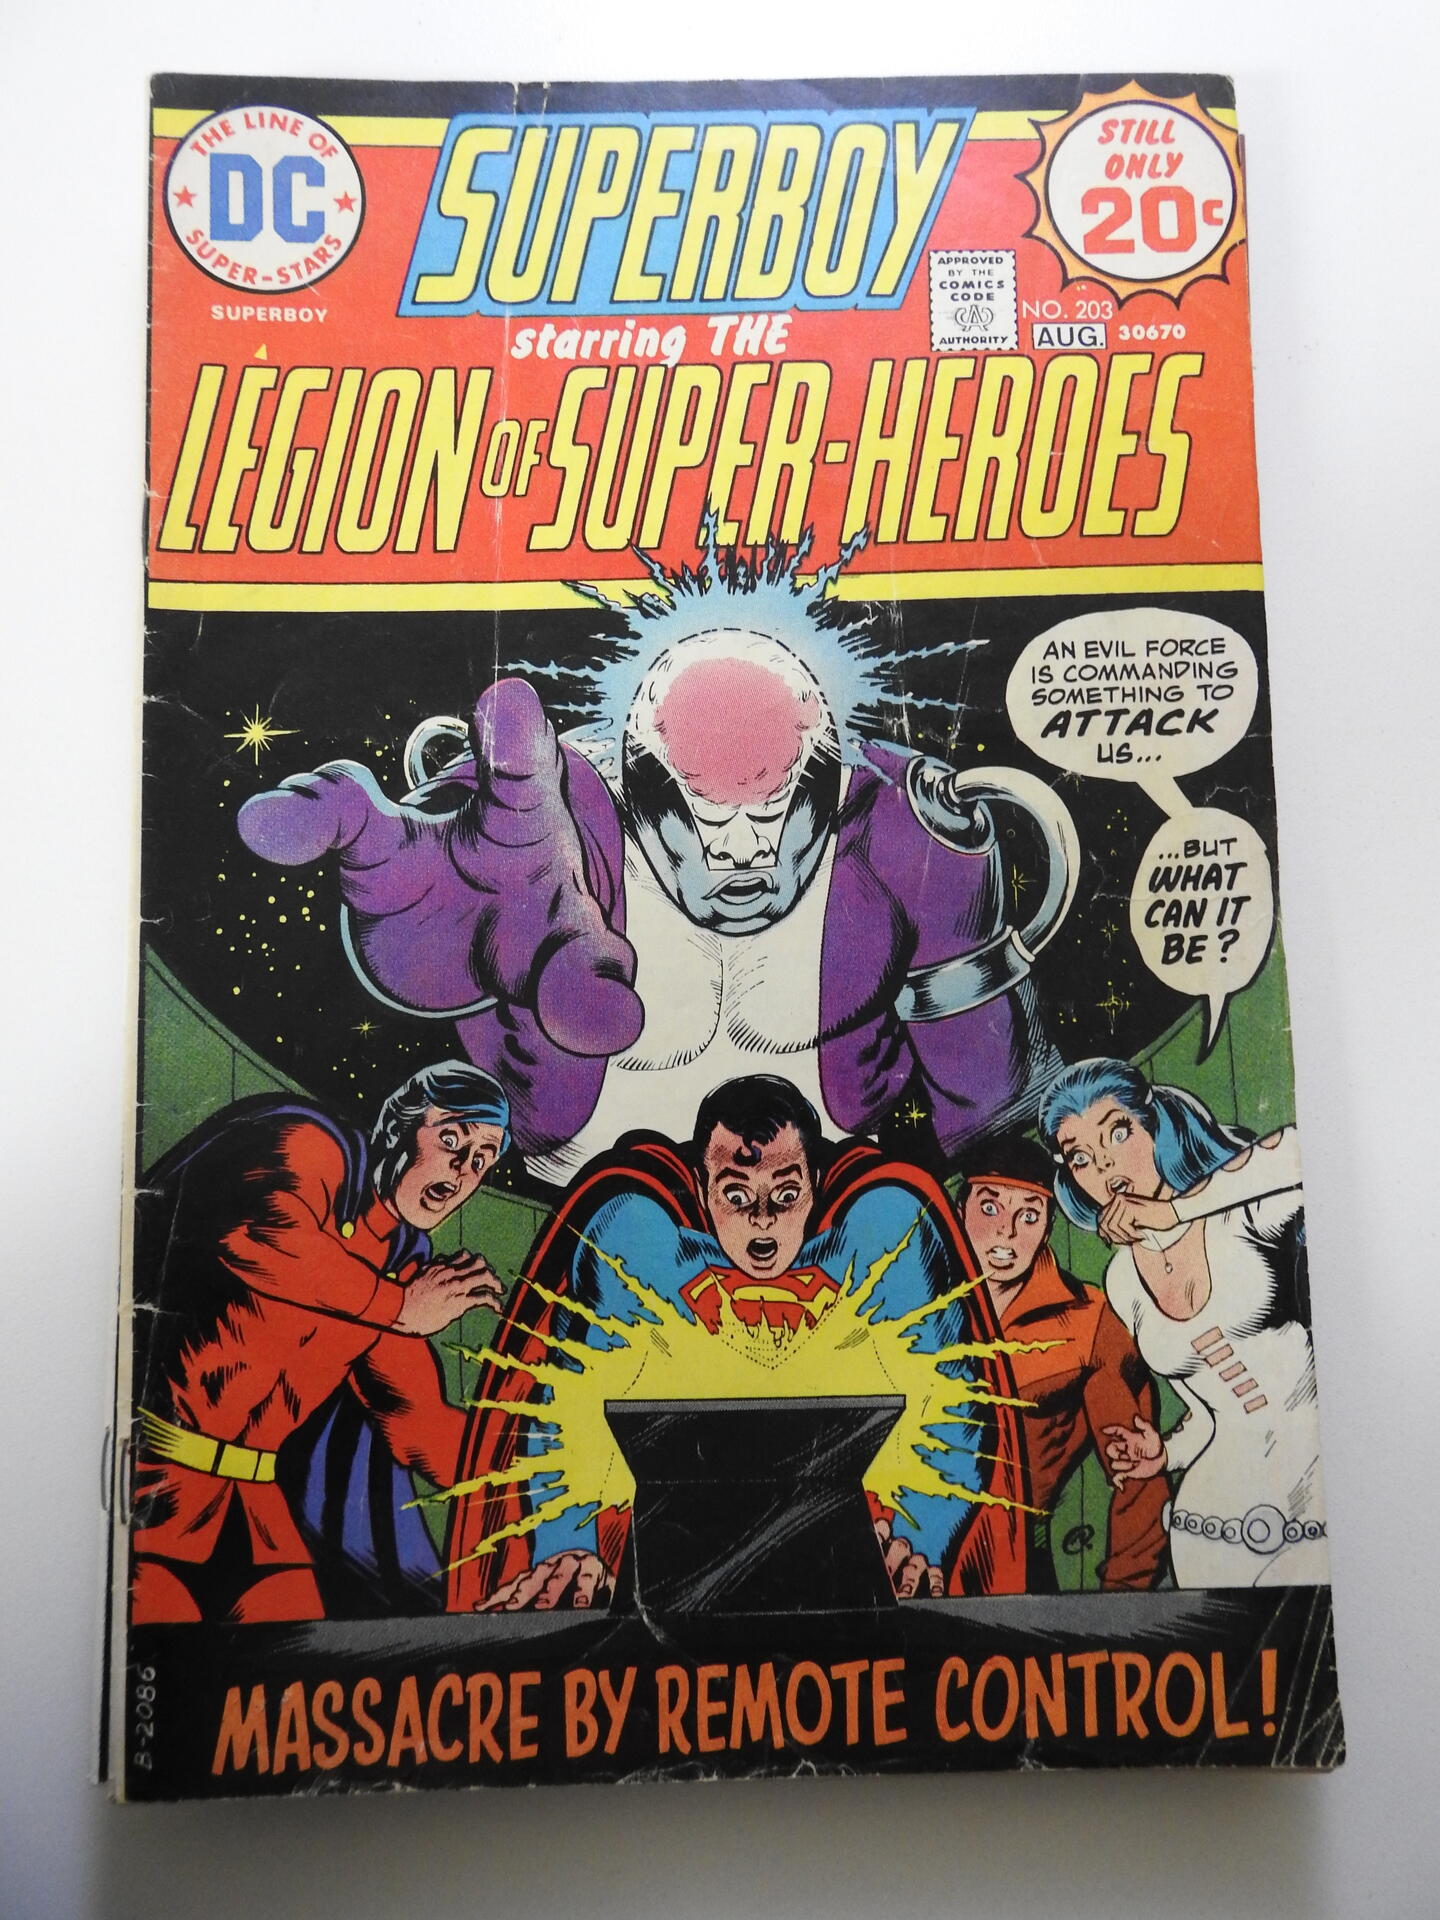 THE LINE OF
DC
SUPER-STARS
SUPERBOY
SUPERBOY
STILL
ONLY
20c
APPROVED
BY THE
COMICS
CODE
CA
AUTHORITY
NO. 203
AUG. 30670
starring THE
LEGION OF SUPER-HEROES
AN EVIL FORCE
IS COMMANDING
SOMETHING TO
ATTACK
US...
...BUT
WHAT
CAN IT
BE?
MASSACRE BY REMOTE CONTROL!
B-2086